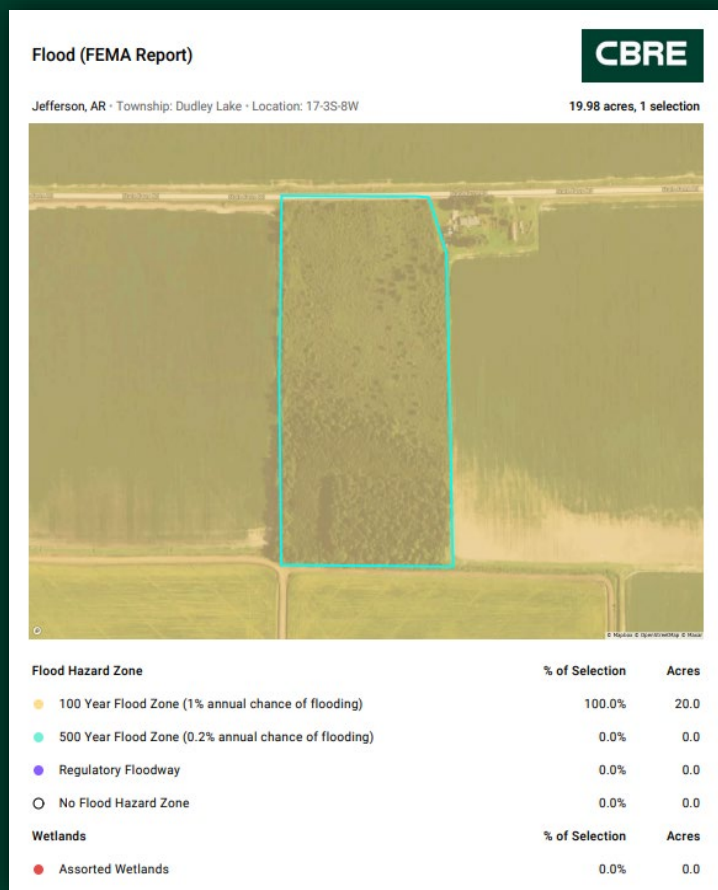 Flood (FEMA Report)
CBRE
Jefferson, AR · Township: Dudley Lake · Location: 17-3S-8W
19.98 acres, 1 selection
© Mapbox © OpenStreetMap © Maxar
Flood Hazard Zone % of Selection Acres
100 Year Flood Zone (1% annual chance of flooding) 100.0% 20.0
500 Year Flood Zone (0.2% annual chance of flooding) 0.0% 0.0
Regulatory Floodway 0.0% 0.0
No Flood Hazard Zone 0.0% 0.0
Wetlands % of Selection Acres
Assorted Wetlands 0.0% 0.0